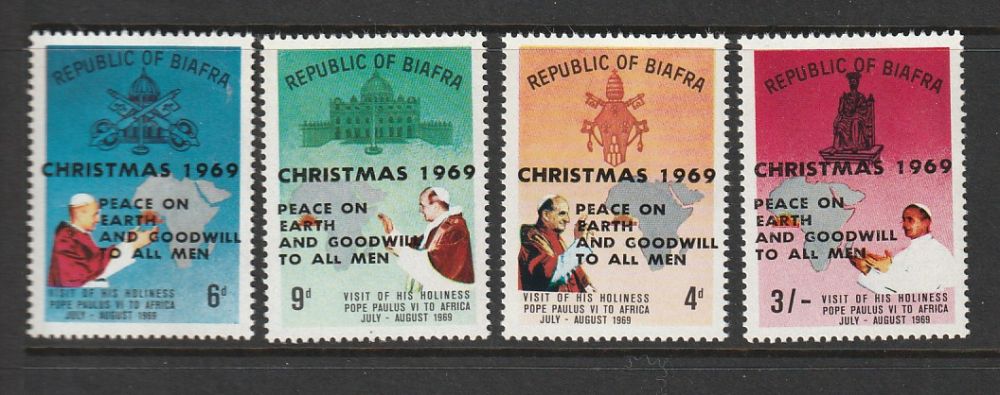 REPUBLIC OF BIAFRA
CHRISTMAS 1969
PEACE ON
EARTH
AND GOODWILL
TO ALL MEN
6d
VISIT OF HIS HOLINESS
POPE PAULUS VI TO AFRICA
JULY - AUGUST 1969
REPUBLIC OF BIAFRA
CHRISTMAS 1969
PEACE ON
EARTH
AND GOODWILL
TO ALL MEN
9d
VISIT OF HIS HOLINESS
POPE PAULUS VI TO AFRICA
JULY - AUGUST 1969
REPUBLIC OF BIAFRA
CHRISTMAS 1969
PEACE ON
EARTH
AND GOODWILL
TO ALL MEN
VISIT OF HIS HOLINESS
POPE PAULUS VI TO AFRICA
JULY - AUGUST 1969
4d
REPUBLIC OF BIAFRA
CHRISTMAS 1969
PEACE ON
EARTH
AND GOODWILL
TO ALL MEN
3/-
VISIT OF HIS HOLINESS
POPE PAULUS VI TO AFRICA
JULY - AUGUST 1969